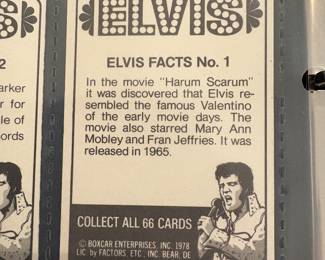 ELVIS
2
ELVIS FACTS No. 1
arker
r for
le of
ords
In the movie "Harum Scarum"
it was discovered that Elvis re-
sembled the famous Valentino
of the early movie days. The
movie also starred Mary Ann
Mobley and Fran Jeffries. It was
released in 1965.
COLLECT ALL 66 CARDS
© BOXCAR ENTERPRISES, INC. 1978
LIC. by FACTORS, ETC., INC. BEAR, DE